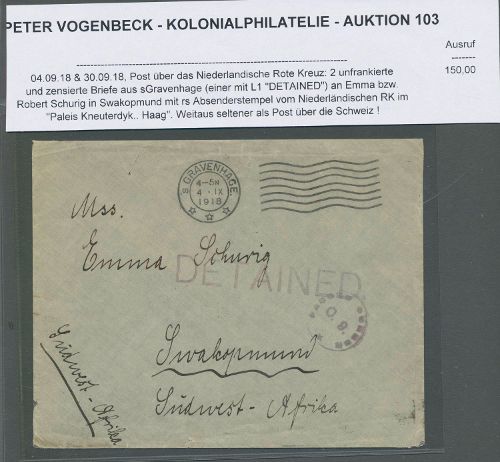 PETER VOGENBECK - KOLONIALPHILATELIE - AUKTION 103
Ausruf
04.09.18 & 30.09.18, Post über das Niederlandische Rote Kreuz: 2 unfrankierte
150,00
und zensierte Briefe aus sGravenhage (einer mit L1 "DETAINED") an Emma bzw.
Robert Schurig in Swakopmund mit rs Absenderstempel vom Niederländischen RK im
"Paleis Kneuterdyk.. Haag". Weitaus seltener als Post über die Schweiz !
S GRAVENHAGE.
4-5N
4 . IX
1918
Mss.
Emma Schurig
DETAINED.
Swakopmund
Südwest-Afrika
Südwest-Afrika